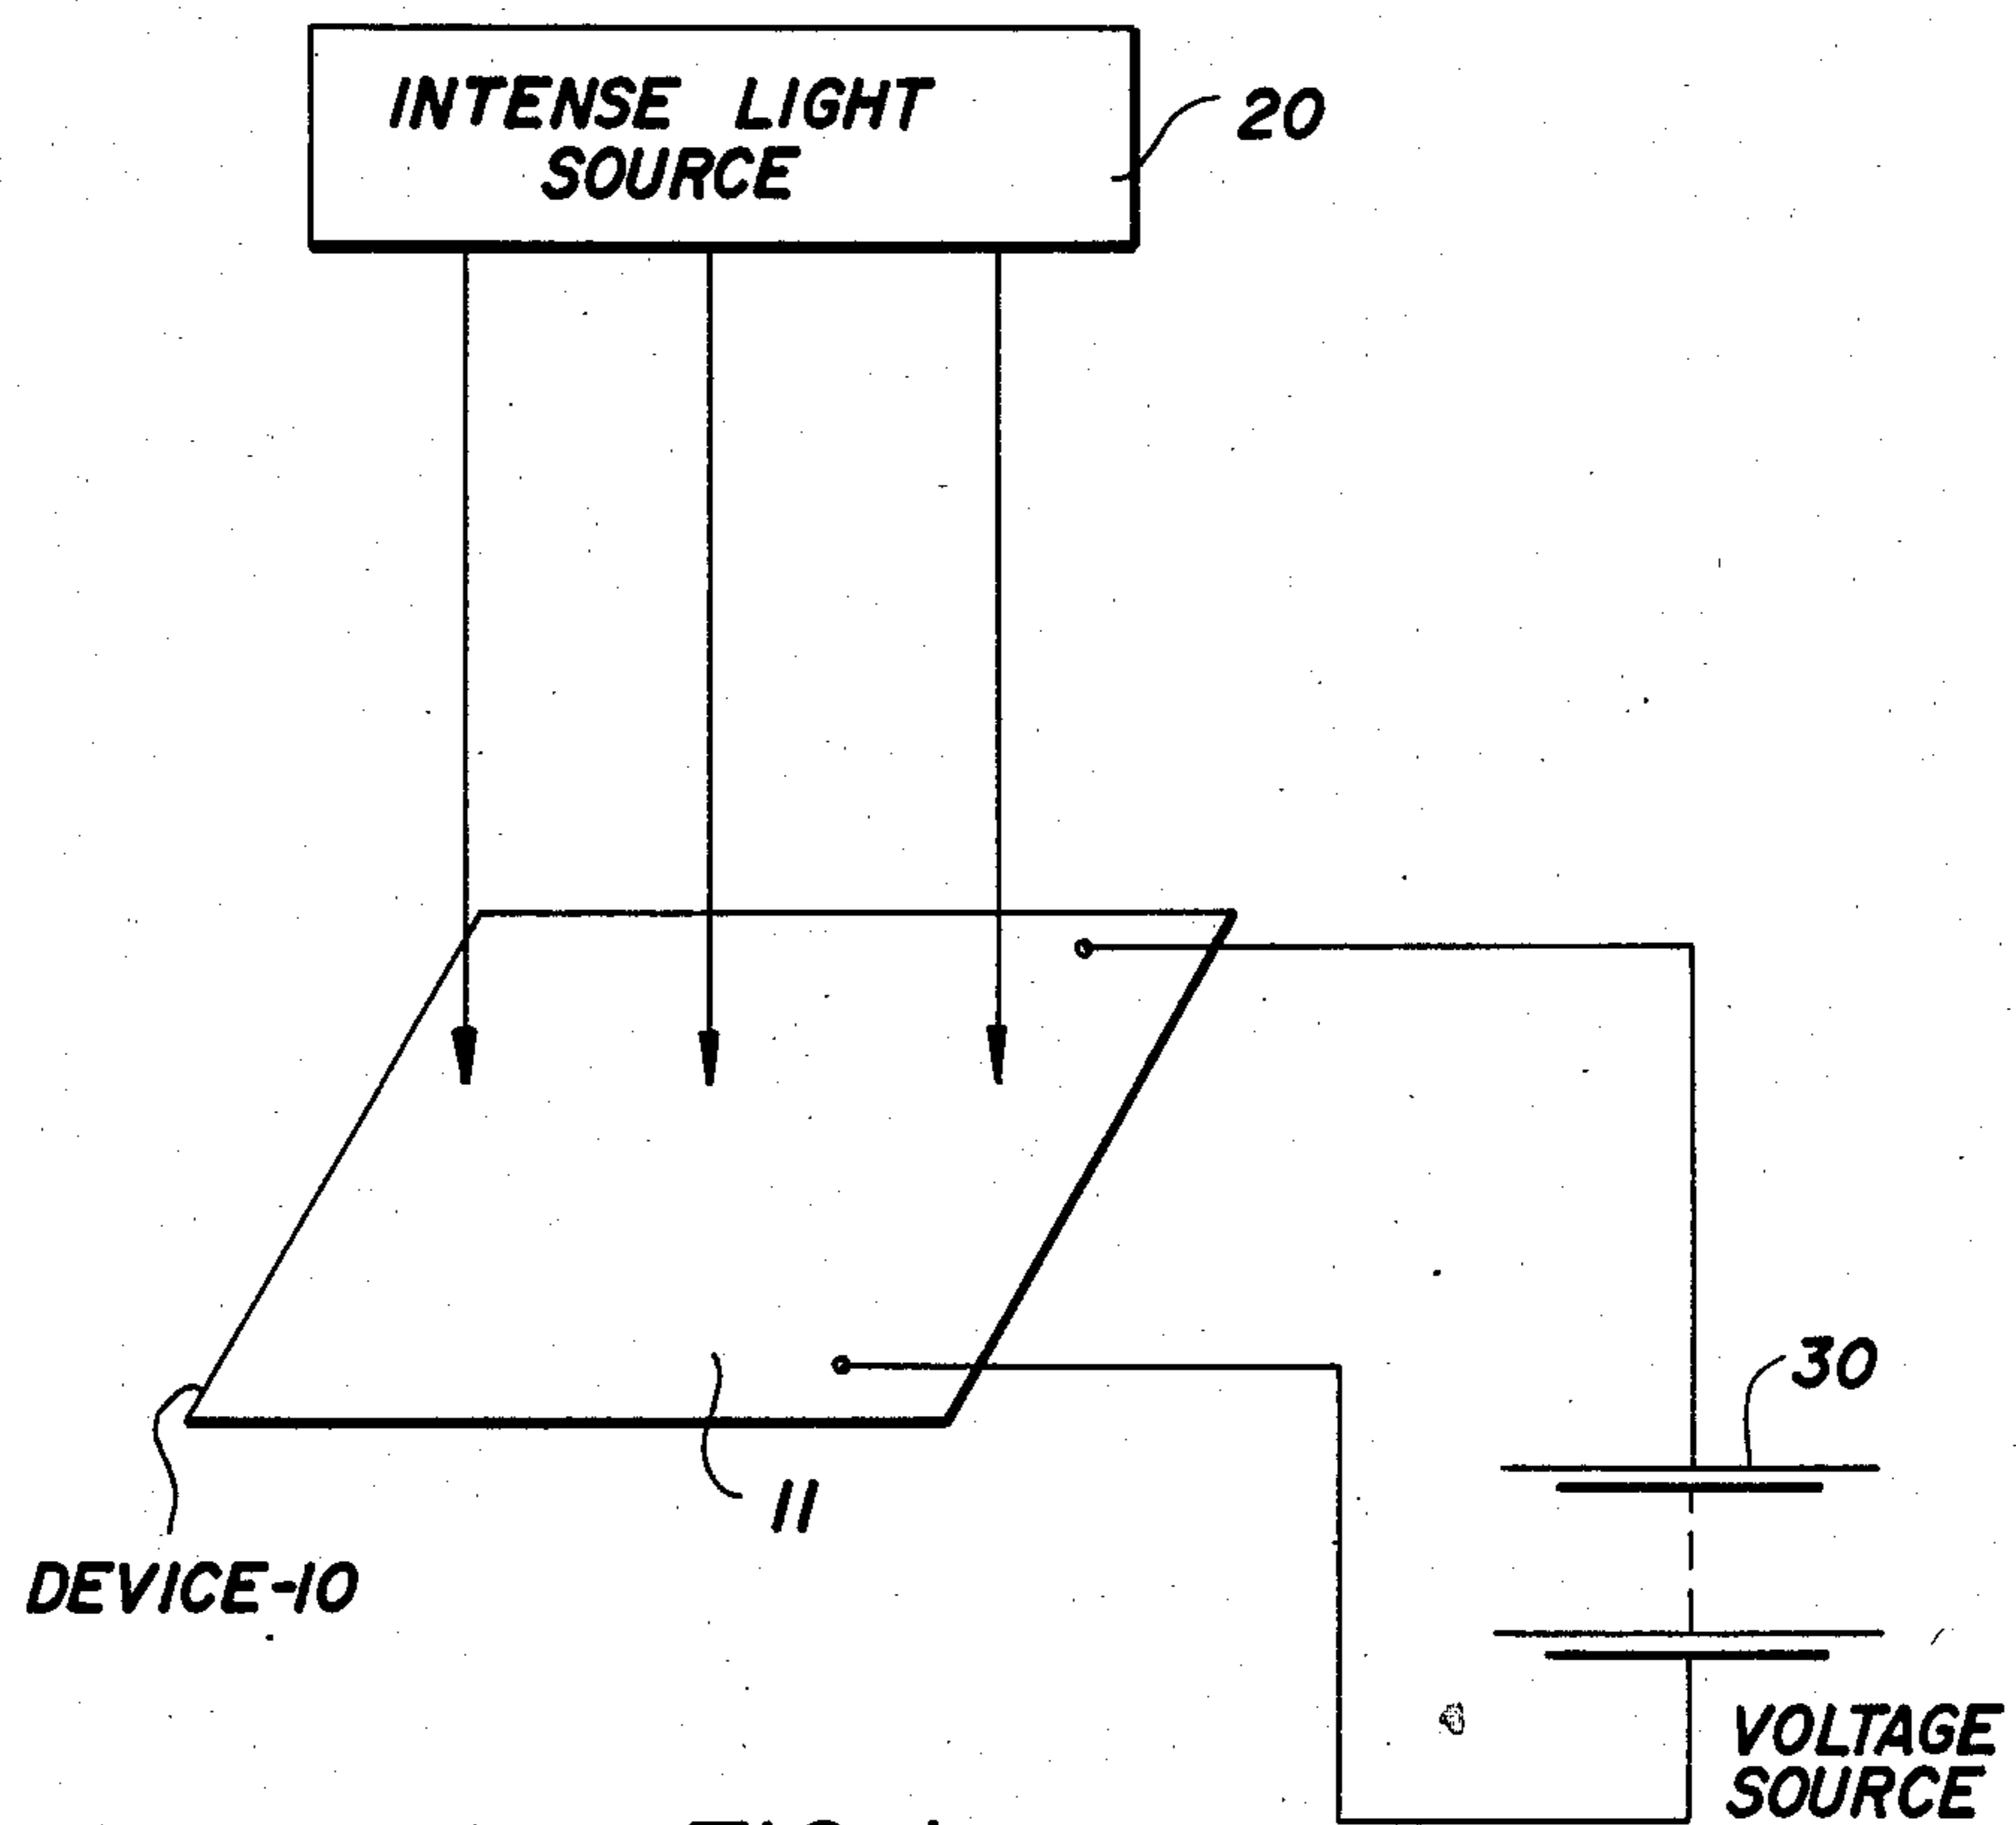 INTENSE LIGHT
SOURCE
20
30
11
DEVICE-10
VOLTAGE
SOURCE